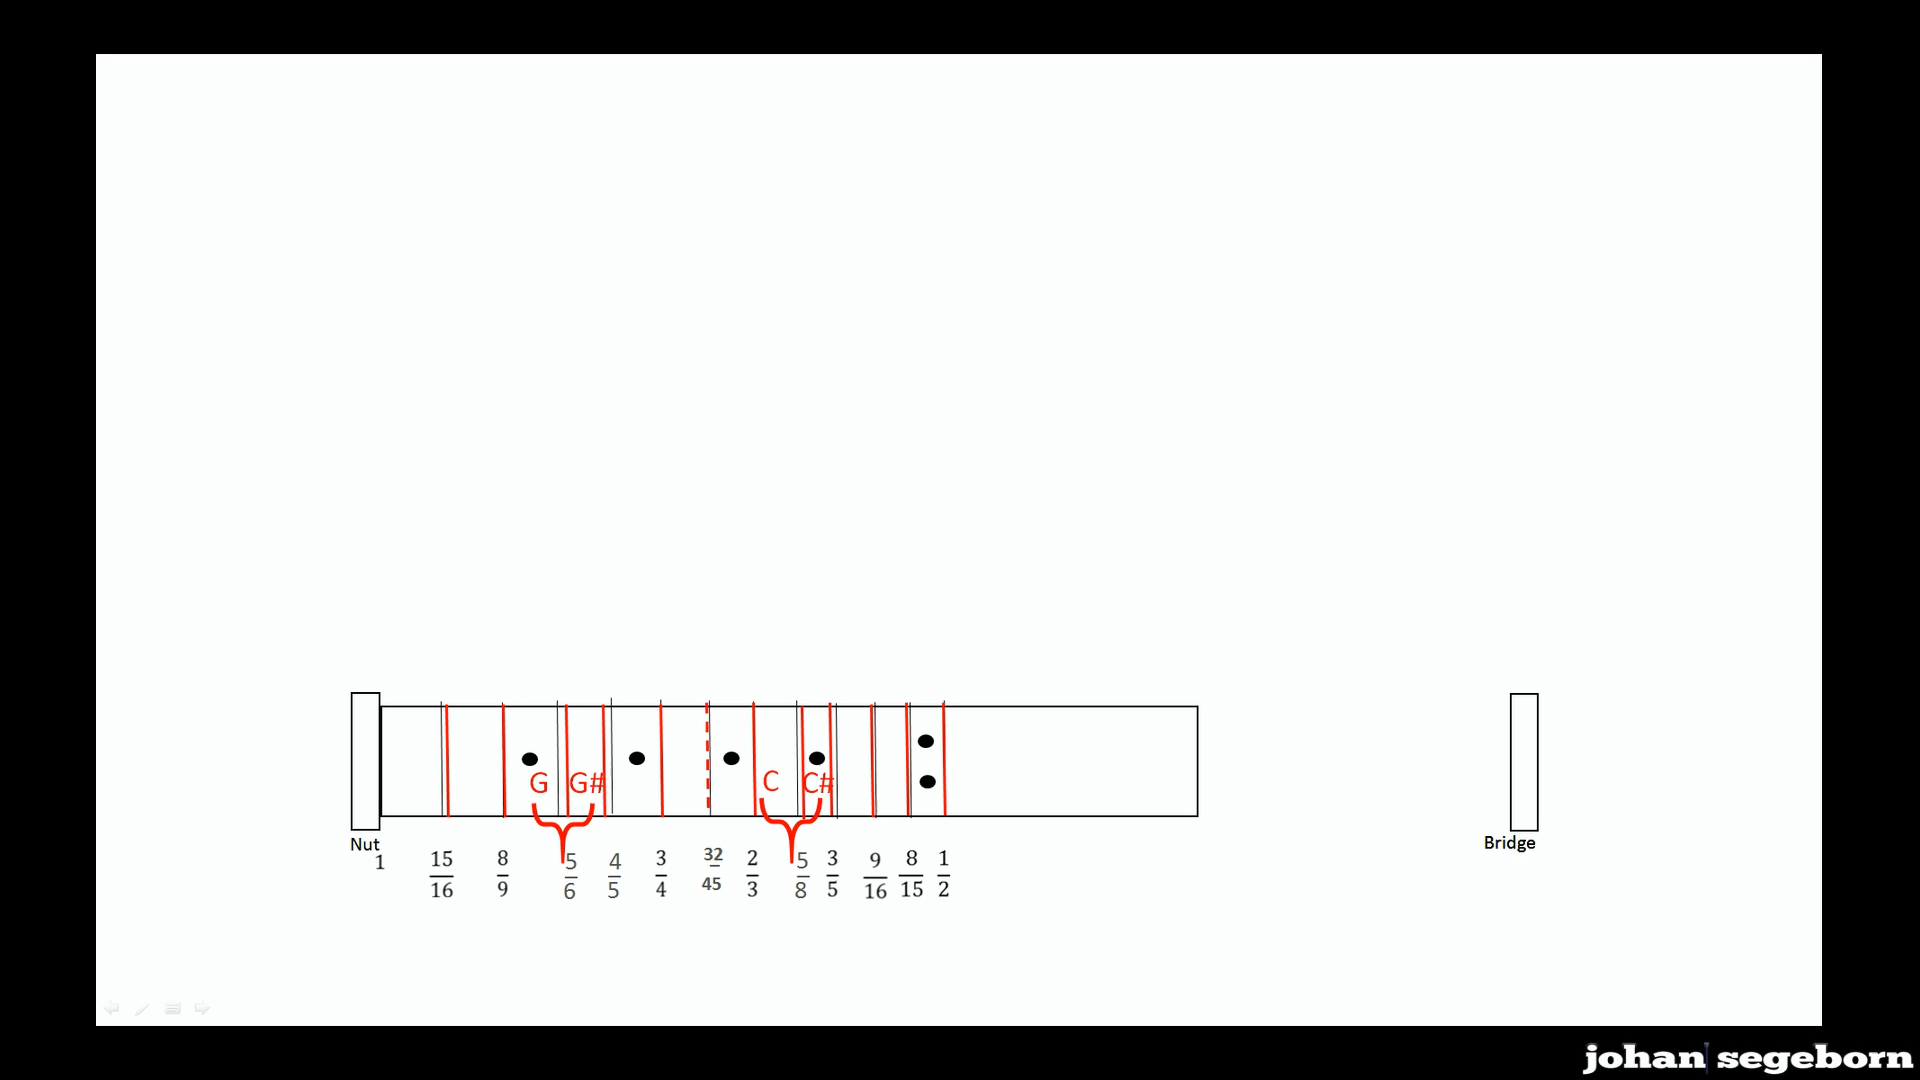 G G# C C#
Nut
Bridge
1
15/16 8/9 5/6 4/5 3/4 32/45 2/3 5/8 3/5 9/16 8/15 1/2
johan segeborn